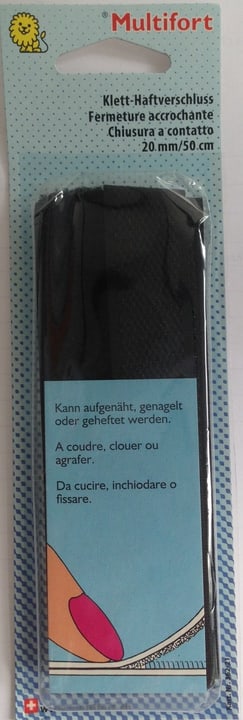 ® Multifort
Klett-Haftverschluss
Fermeture accrochante
Chiusura a contatto
20 mm/50 cm
Kann aufgenäht, genagelt
oder geheftet werden.
A coudre, clouer ou
agrafer.
Da cucire, inchiodare o
fissare.